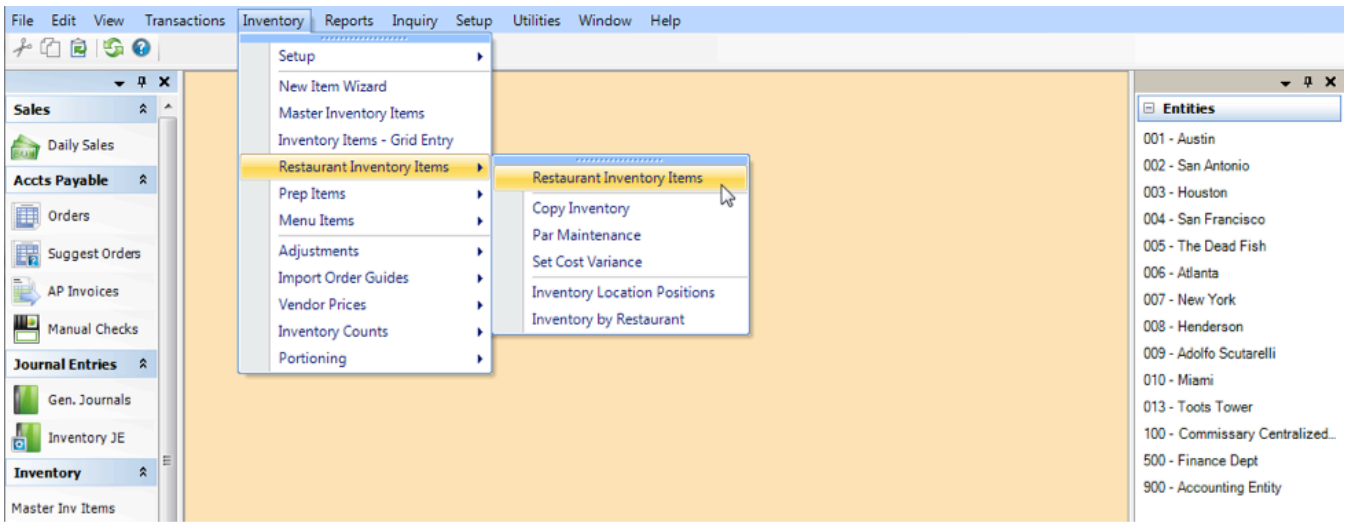 File Edit View Transactions Inventory Reports Inquiry Setup Utilities Window Help
Sales
Daily Sales
Accts Payable
Orders
Suggest Orders
AP Invoices
Manual Checks
Journal Entries
Gen. Journals
Inventory JE
Inventory
Master Inv Items
Setup
New Item Wizard
Master Inventory Items
Inventory Items - Grid Entry
Restaurant Inventory Items
Prep Items
Menu Items
Adjustments
Import Order Guides
Vendor Prices
Inventory Counts
Portioning
Restaurant Inventory Items
Copy Inventory
Par Maintenance
Set Cost Variance
Inventory Location Positions
Inventory by Restaurant
Entities
001 - Austin
002 - San Antonio
003 - Houston
004 - San Francisco
005 - The Dead Fish
006 - Atlanta
007 - New York
008 - Henderson
009 - Adolfo Scutarelli
010 - Miami
013 - Toots Tower
100 - Commissary Centralized...
500 - Finance Dept
900 - Accounting Entity